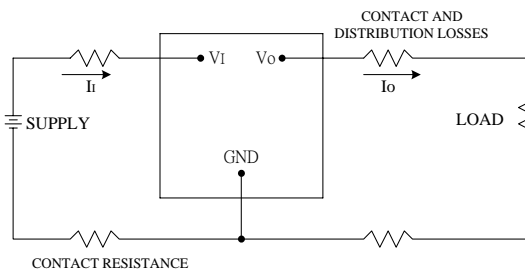 CONTACT AND
DISTRIBUTION LOSSES
VI
VO
II
IO
SUPPLY
LOAD
GND
CONTACT RESISTANCE